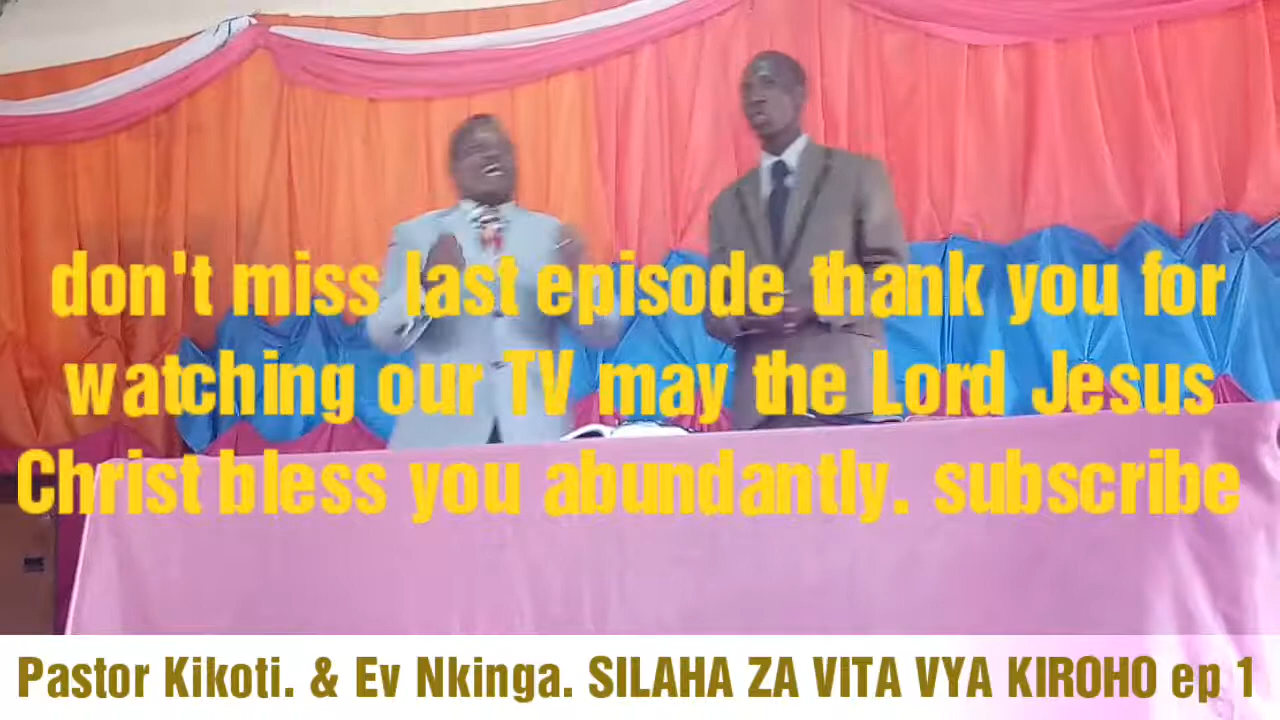 don't miss last episode thank you for
watching our TV may the Lord Jesus
Christ bless you abundantly. subscribe
Pastor Kikoti. & Ev Nkinga. SILAHA ZA VITA VYA KIROHO ep 1